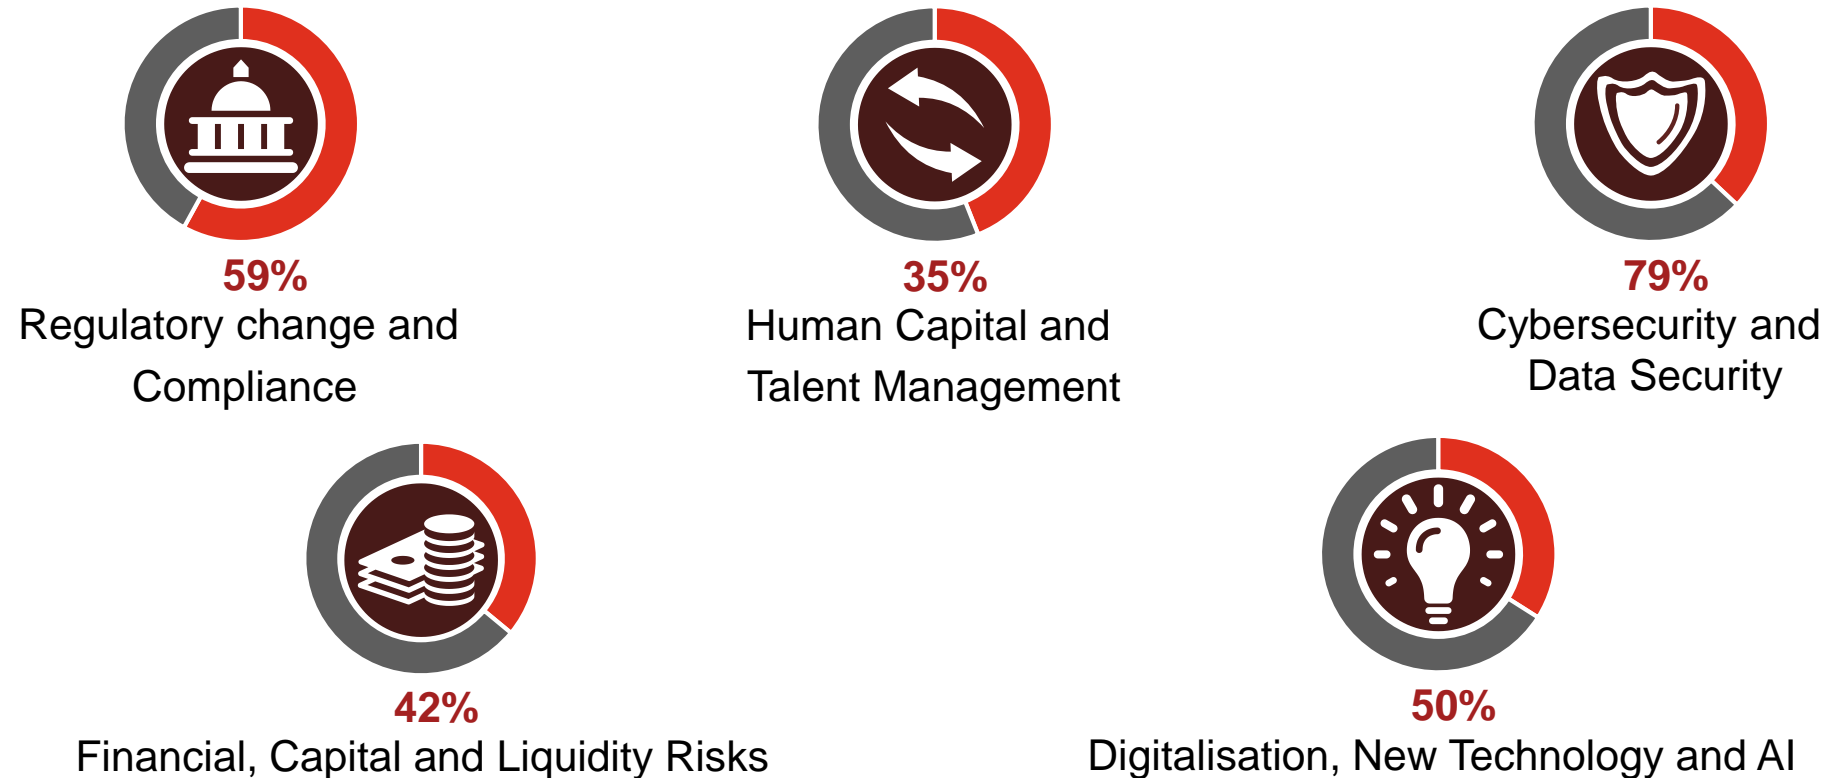 59%
Regulatory change and
Compliance
35%
Human Capital and
Talent Management
79%
Cybersecurity and
Data Security
42%
Financial, Capital and Liquidity Risks
50%
Digitalisation, New Technology and AI